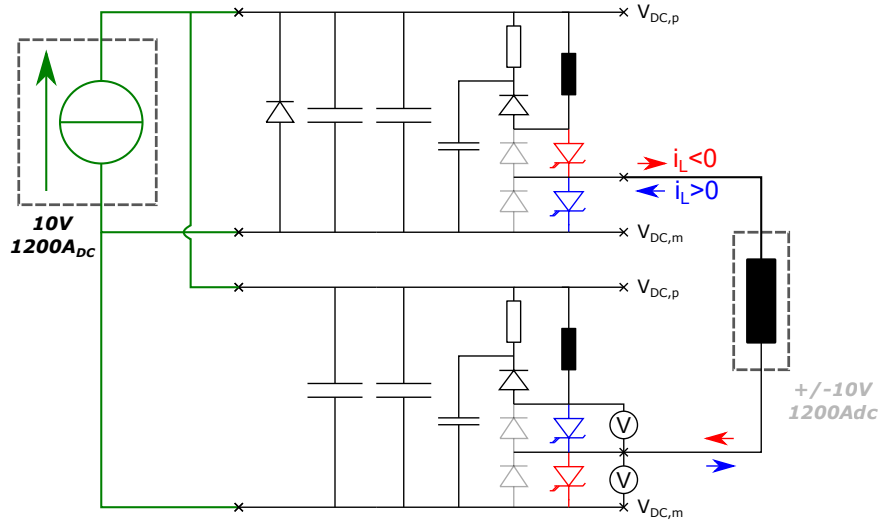 V_DC,p
i_L<0
i_L>0
10V
1200A_DC
V_DC,m
V_DC,p
+/-10V
1200Adc
V
V
V_DC,m